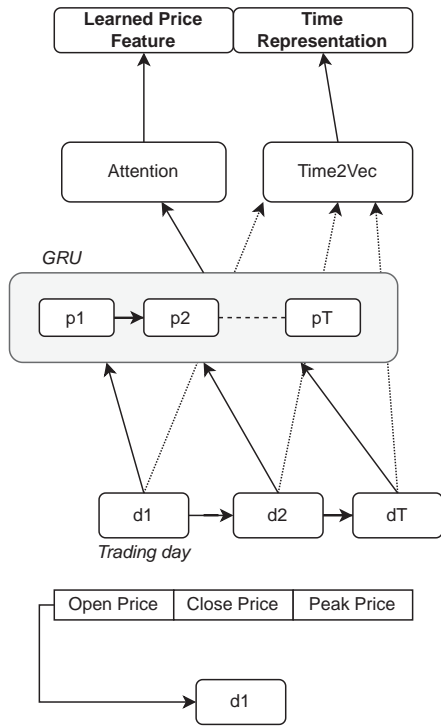 Learned Price
Feature
Time
Representation
Attention
Time2Vec
GRU
p1
p2
pT
d1
d2
dT
Trading day
Open Price
Close Price
Peak Price
d1